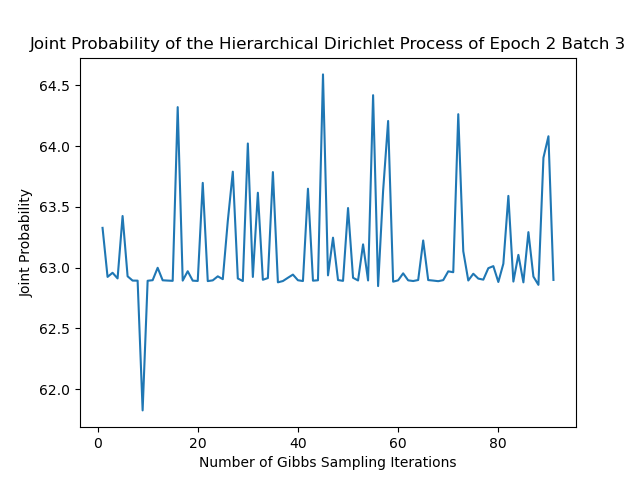 Joint Probability of the Hierarchical Dirichlet Process of Epoch 2 Batch 3
64.5
64.0
63.5
63.0
62.5
62.0
Joint Probability
0 20 40 60 80
Number of Gibbs Sampling Iterations